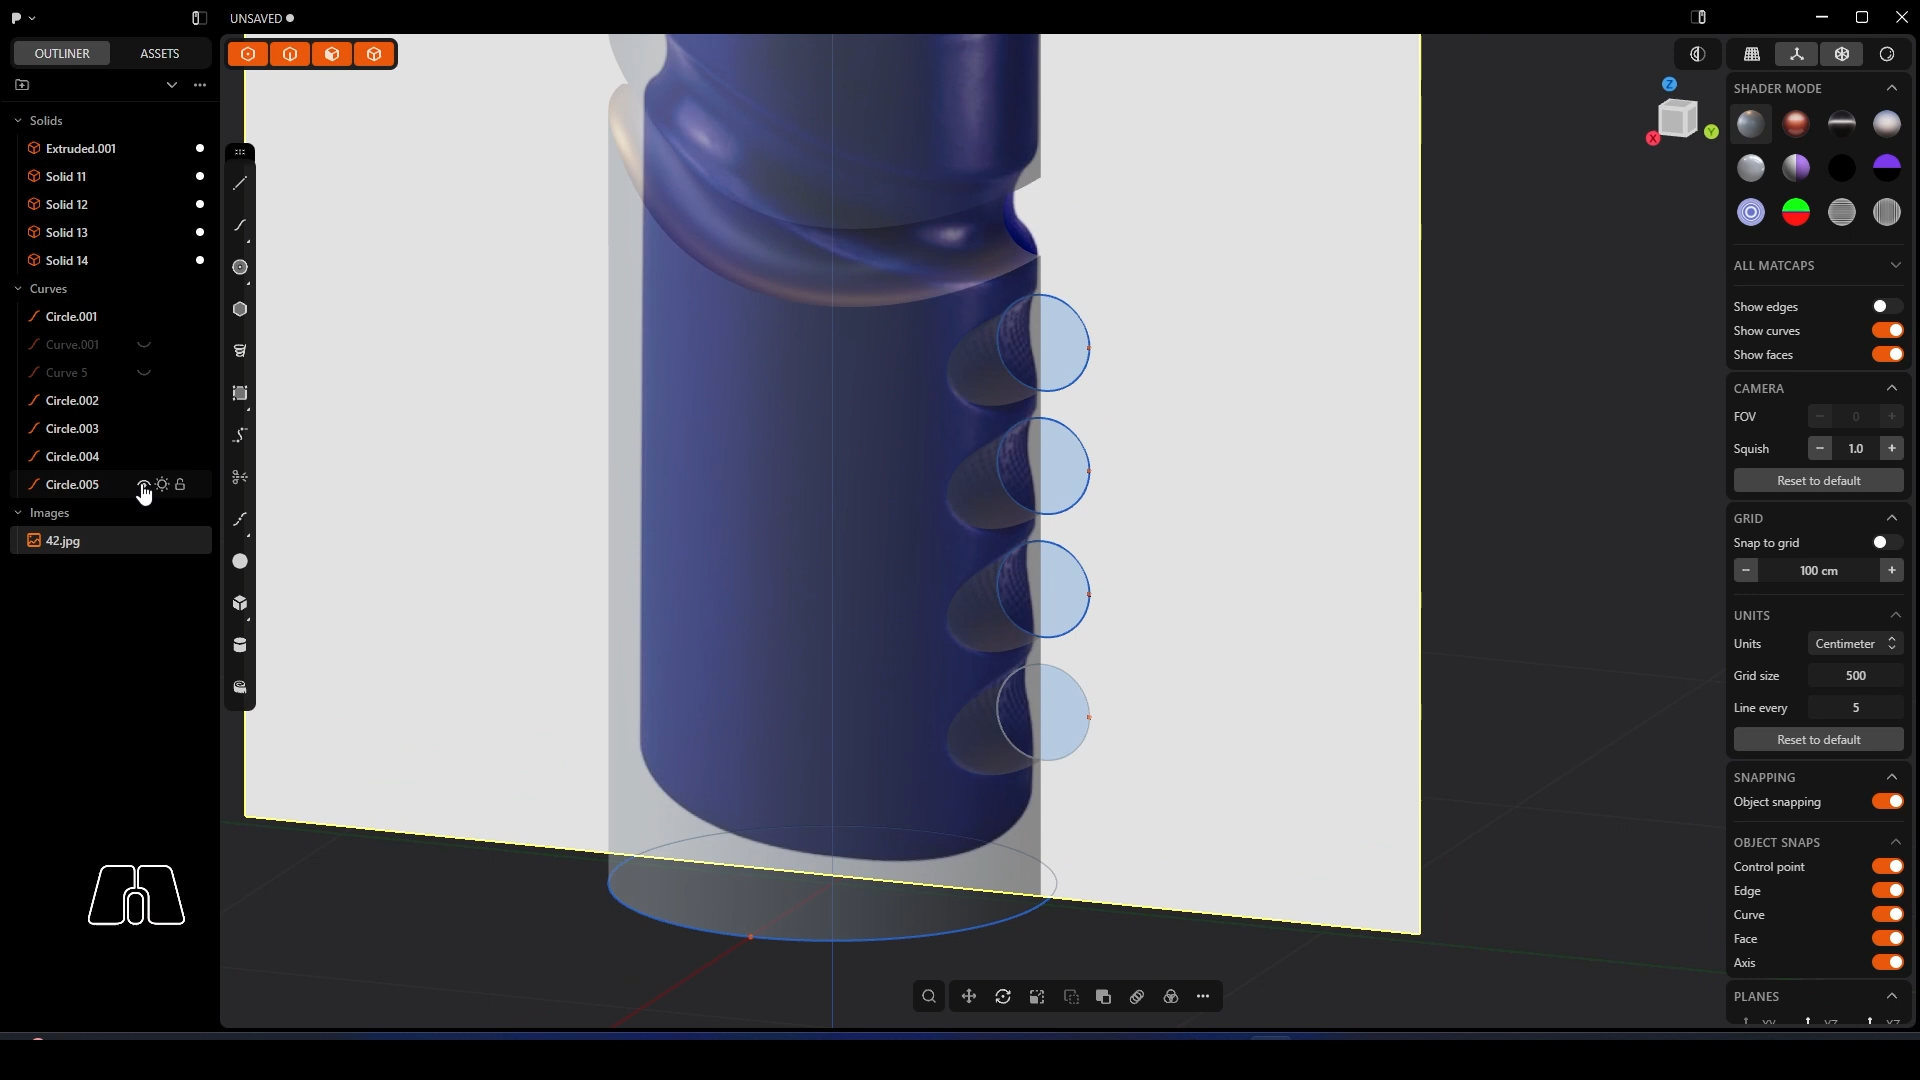 UNSAVED
OUTLINER
ASSETS
Solids
Extruded.001
Solid 11
Solid 12
Solid 13
Solid 14
Curves
Circle.001
Curve.001
Curve 5
Circle.002
Circle.003
Circle.004
Circle.005
Images
42.jpg
Z
X
Y
SHADER MODE
ALL MATCAPS
Show edges
Show curves
Show faces
CAMERA
FOV
0
Squish
1.0
Reset to default
GRID
Snap to grid
100 cm
UNITS
Units
Centimeter
Grid size
500
Line every
5
Reset to default
SNAPPING
Object snapping
OBJECT SNAPS
Control point
Edge
Curve
Face
Axis
PLANES